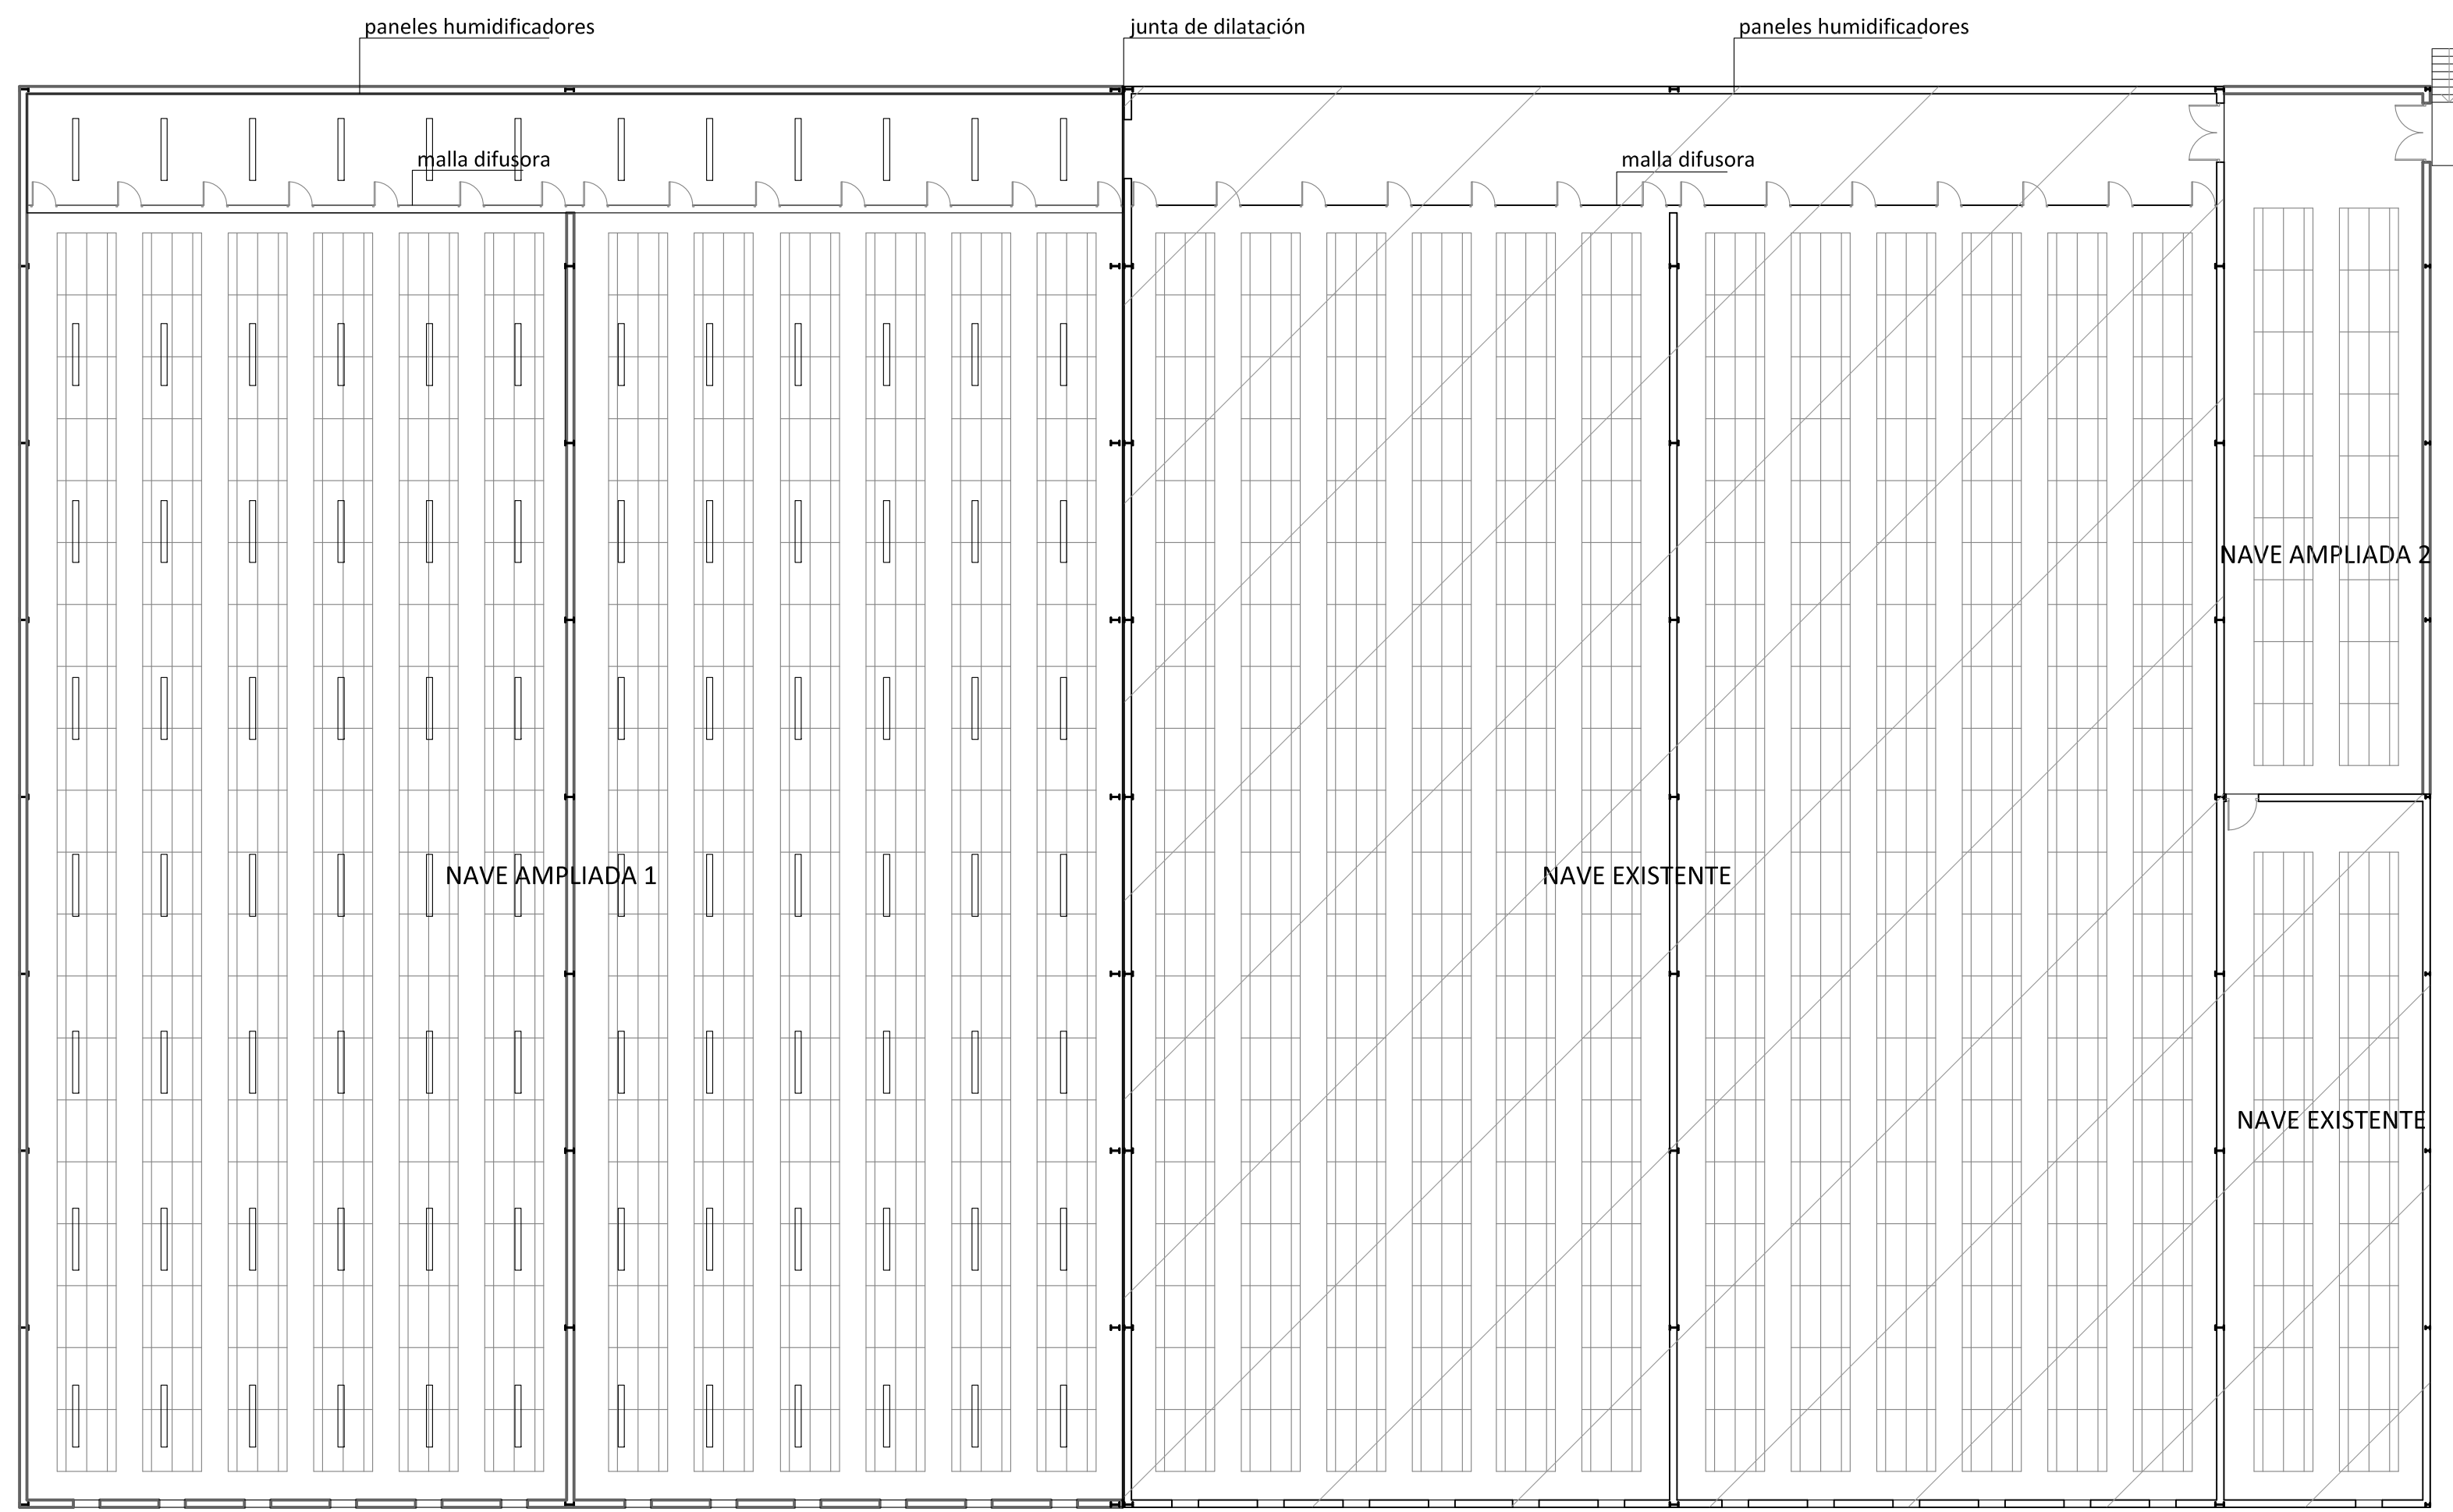 paneles humidificadores
junta de dilatación
paneles humidificadores
malla difusora
malla difusora
NAVE AMPLIADA 2
NAVE AMPLIADA 1
NAVE EXISTENTE
NAVE EXISTENTE